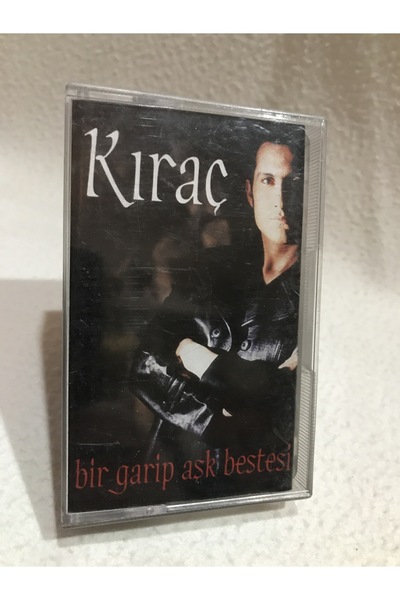 Kıraç
bir garip aşk bestesi